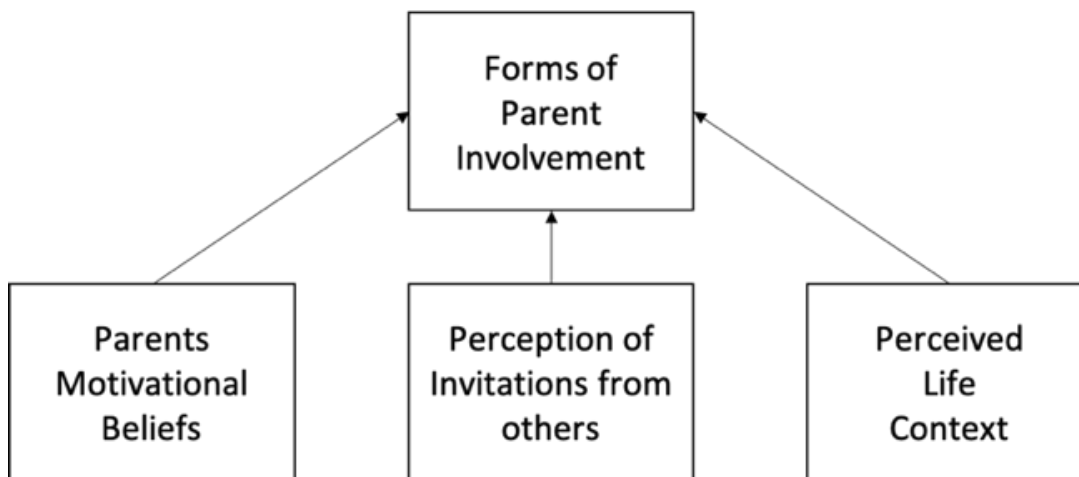 Forms of
Parent
Involvement
Parents
Motivational
Beliefs
Perception of
Invitations from
others
Perceived
Life
Context